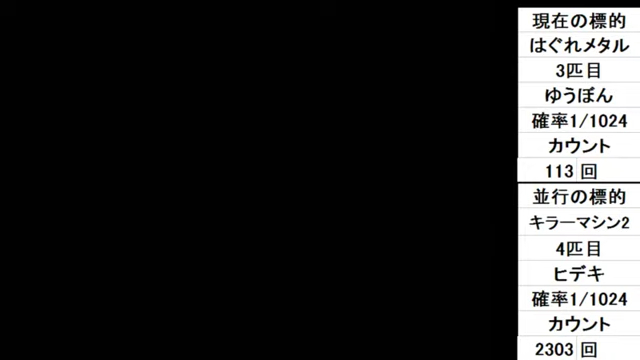 現在の標的
はぐれメタル
3匹目
ゆうぼん
確率1/1024
カウント
113 回
並行の標的
キラーマシン2
4匹目
ヒデキ
確率1/1024
カウント
2303 回